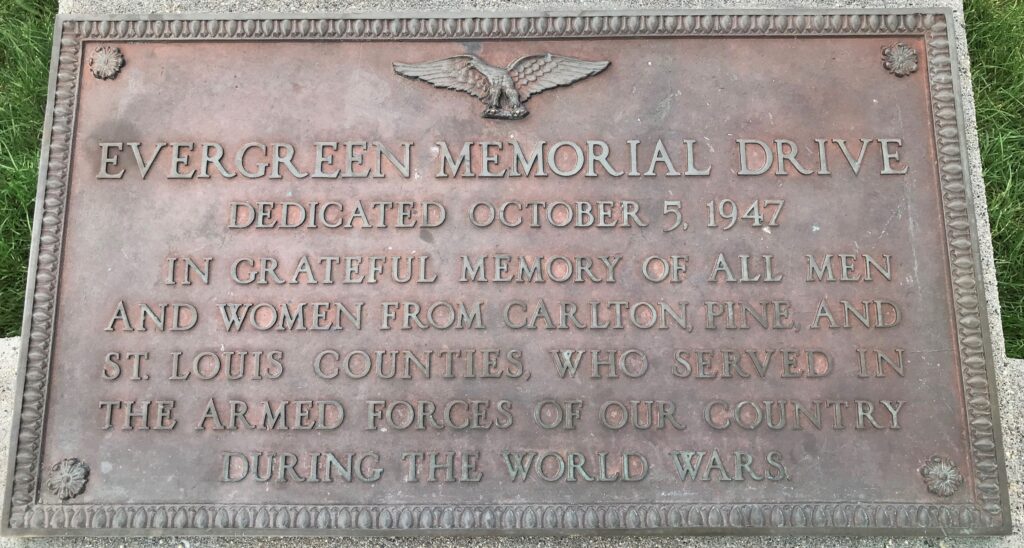 EVERGREEN MEMORIAL DRIVE
DEDICATED OCTOBER 5, 1947
IN GRATEFUL MEMORY OF ALL MEN
AND WOMEN FROM CARLTON, PINE, AND
ST. LOUIS COUNTIES, WHO SERVED IN
THE ARMED FORCES OF OUR COUNTRY
DURING THE WORLD WARS.